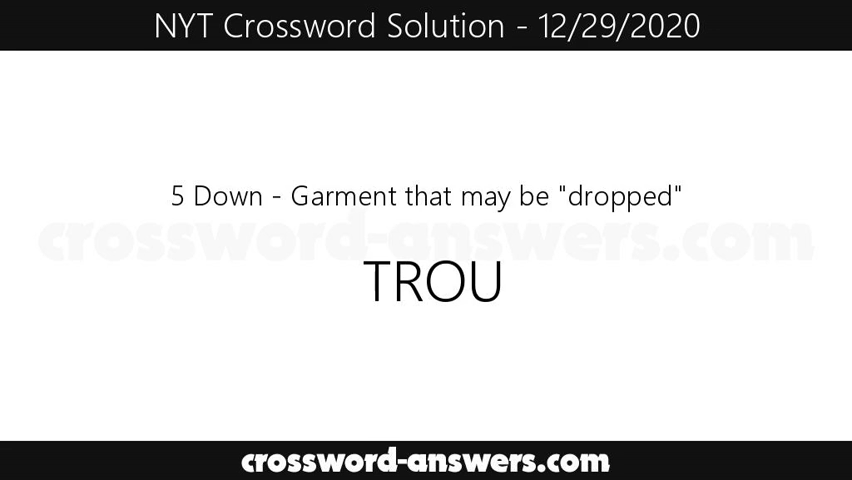 NYT Crossword Solution - 12/29/2020
5 Down - Garment that may be "dropped"
crossword-answers.com
TROU
crossword-answers.com